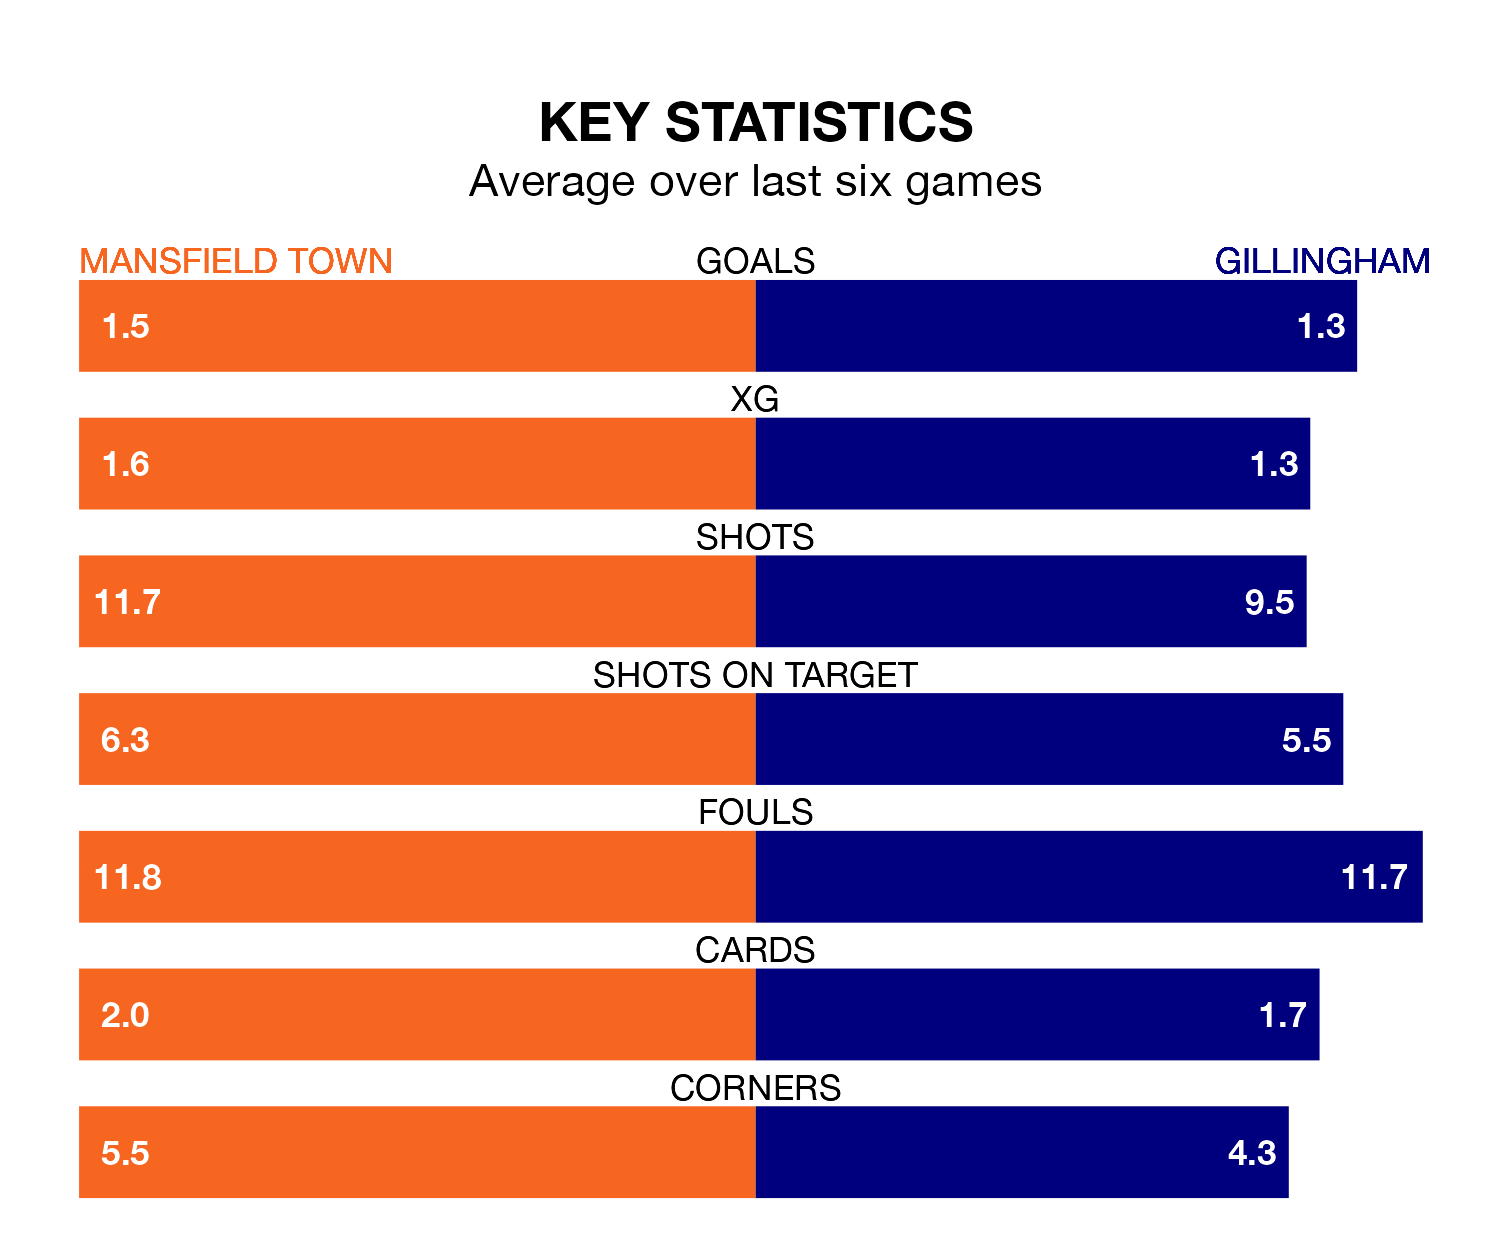 KEY STATISTICS
Average over last six games
MANSFIELD TOWN GOALS GILLINGHAM
1.5 1.3
XG
1.6 1.3
SHOTS
11.7 9.5
SHOTS ON TARGET
6.3 5.5
FOULS
11.8 11.7
CARDS
2.0 1.7
CORNERS
5.5 4.3